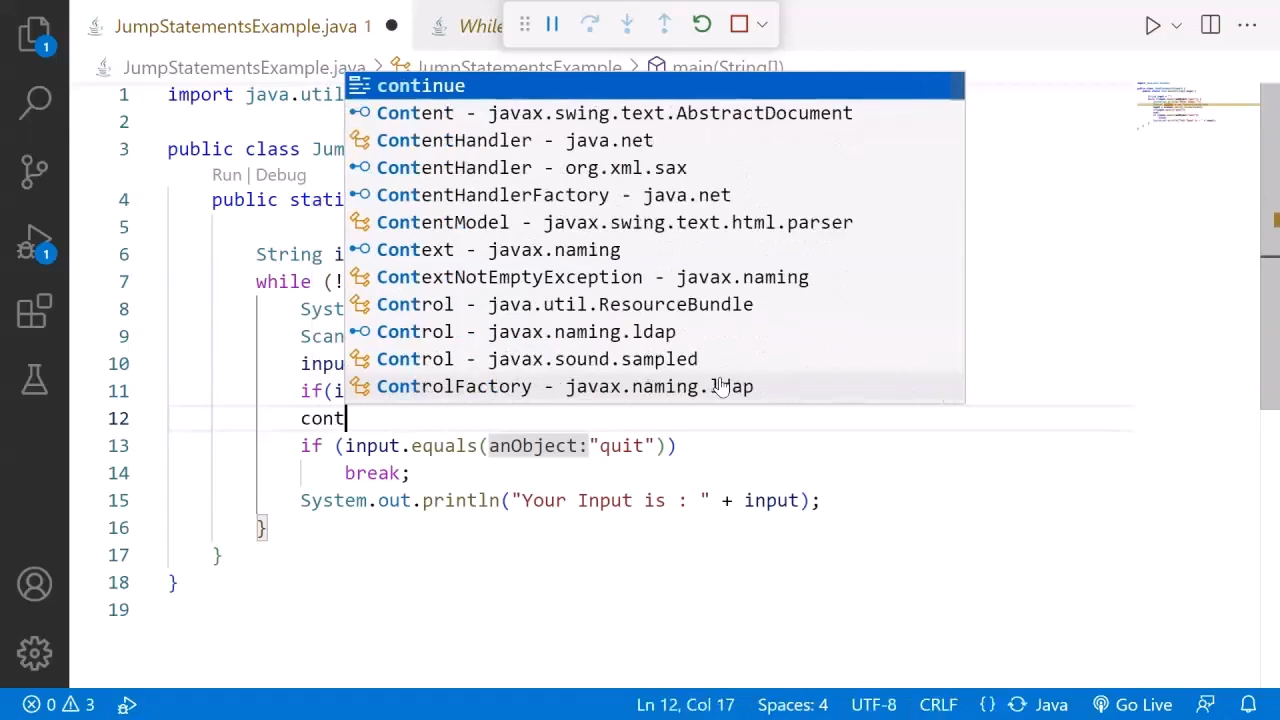 JumpStatementsExample.java 1 ● While
JumpStatementsExample.java > JumpStatementsExample > main(String[])
1 import java.util
2
3 public class Jum
Run | Debug
4 public stati
5
6 String i
7 while (!
8 Syst
9 Scan
10 inpu
11 if(i
12 cont
13 if (input.equals(anObject:"quit"))
14 break;
15 System.out.println("Your Input is : " + input);
16 }
17 }
18 }
19
continue
Content - javax.swing.text.AbstractDocument
ContentHandler - java.net
ContentHandler - org.xml.sax
ContentHandlerFactory - java.net
ContentModel - javax.swing.text.html.parser
Context - javax.naming
ContextNotEmptyException - javax.naming
Control - java.util.ResourceBundle
Control - javax.naming.ldap
Control - javax.sound.sampled
ControlFactory - javax.naming.ldap
1
1
0 3 Ln 12, Col 17 Spaces: 4 UTF-8 CRLF {} Java Go Live